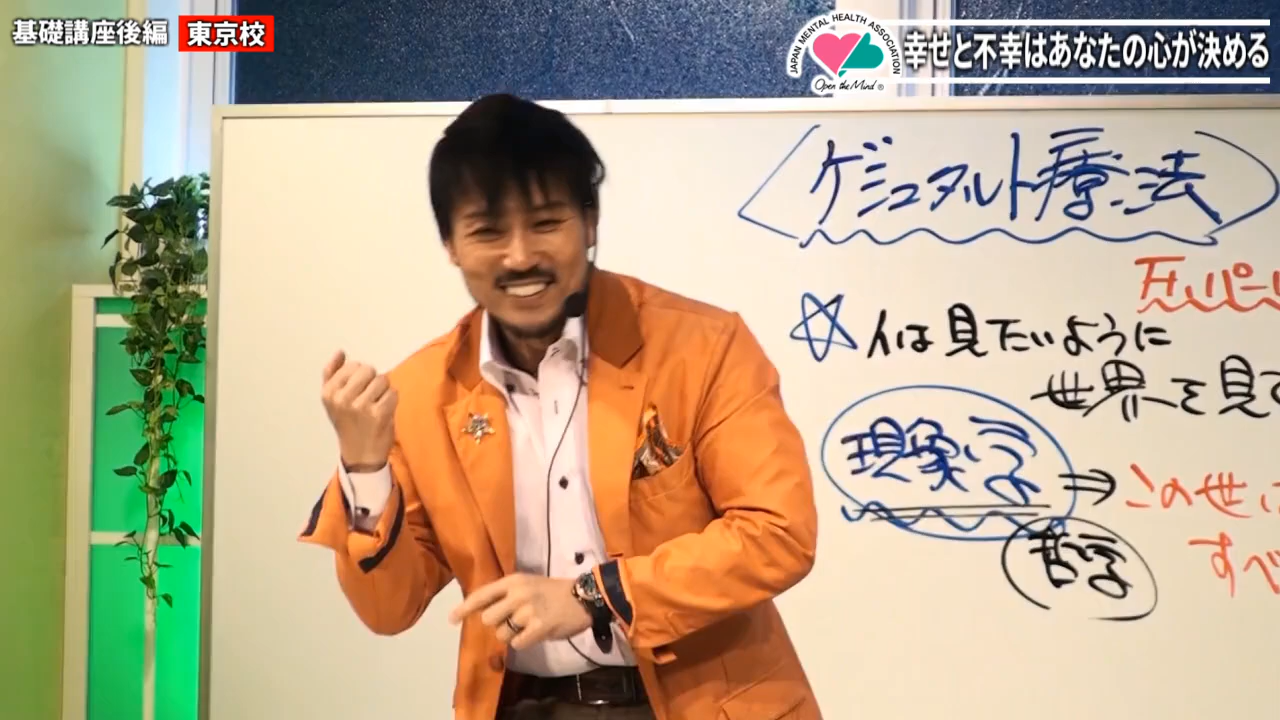 基礎講座後編 東京校
JAPAN MENTAL HEALTH ASSOCIATION
Open the Mind ®
幸せと不幸はあなたの心が決める
ゲシュタルト療法
パー
☆人は見たいように
世界を見て
現象学 ⇒ この世に
哲学
すべ